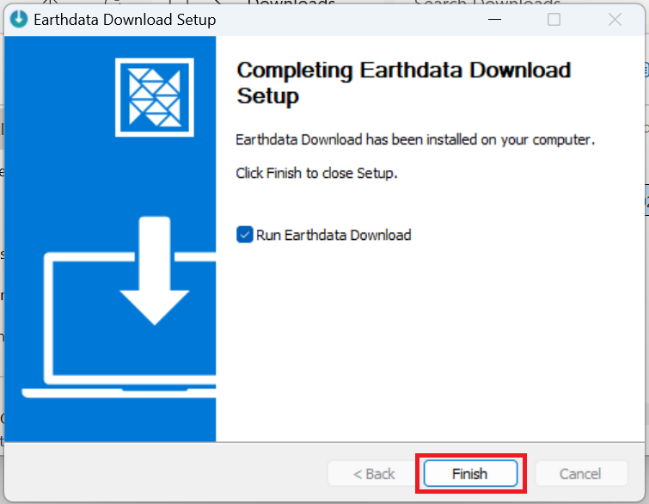 Earthdata Download Setup
Completing Earthdata Download
Setup
Earthdata Download has been installed on your computer.
Click Finish to close Setup.
Run Earthdata Download
< Back
Finish
Cancel